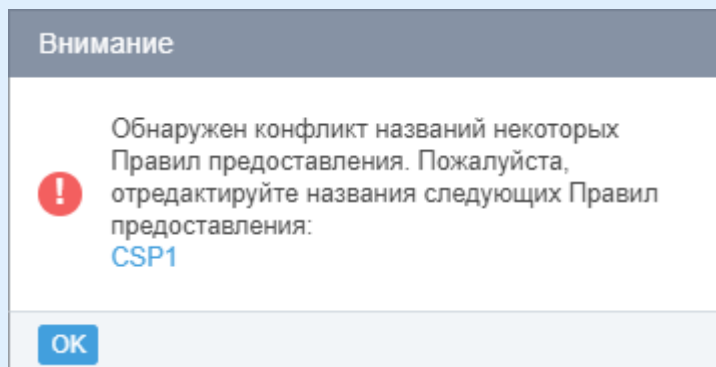 Внимание
Обнаружен конфликт названий некоторых
Правил предоставления. Пожалуйста,
отредактируйте названия следующих Правил
предоставления:
CSP1
OK